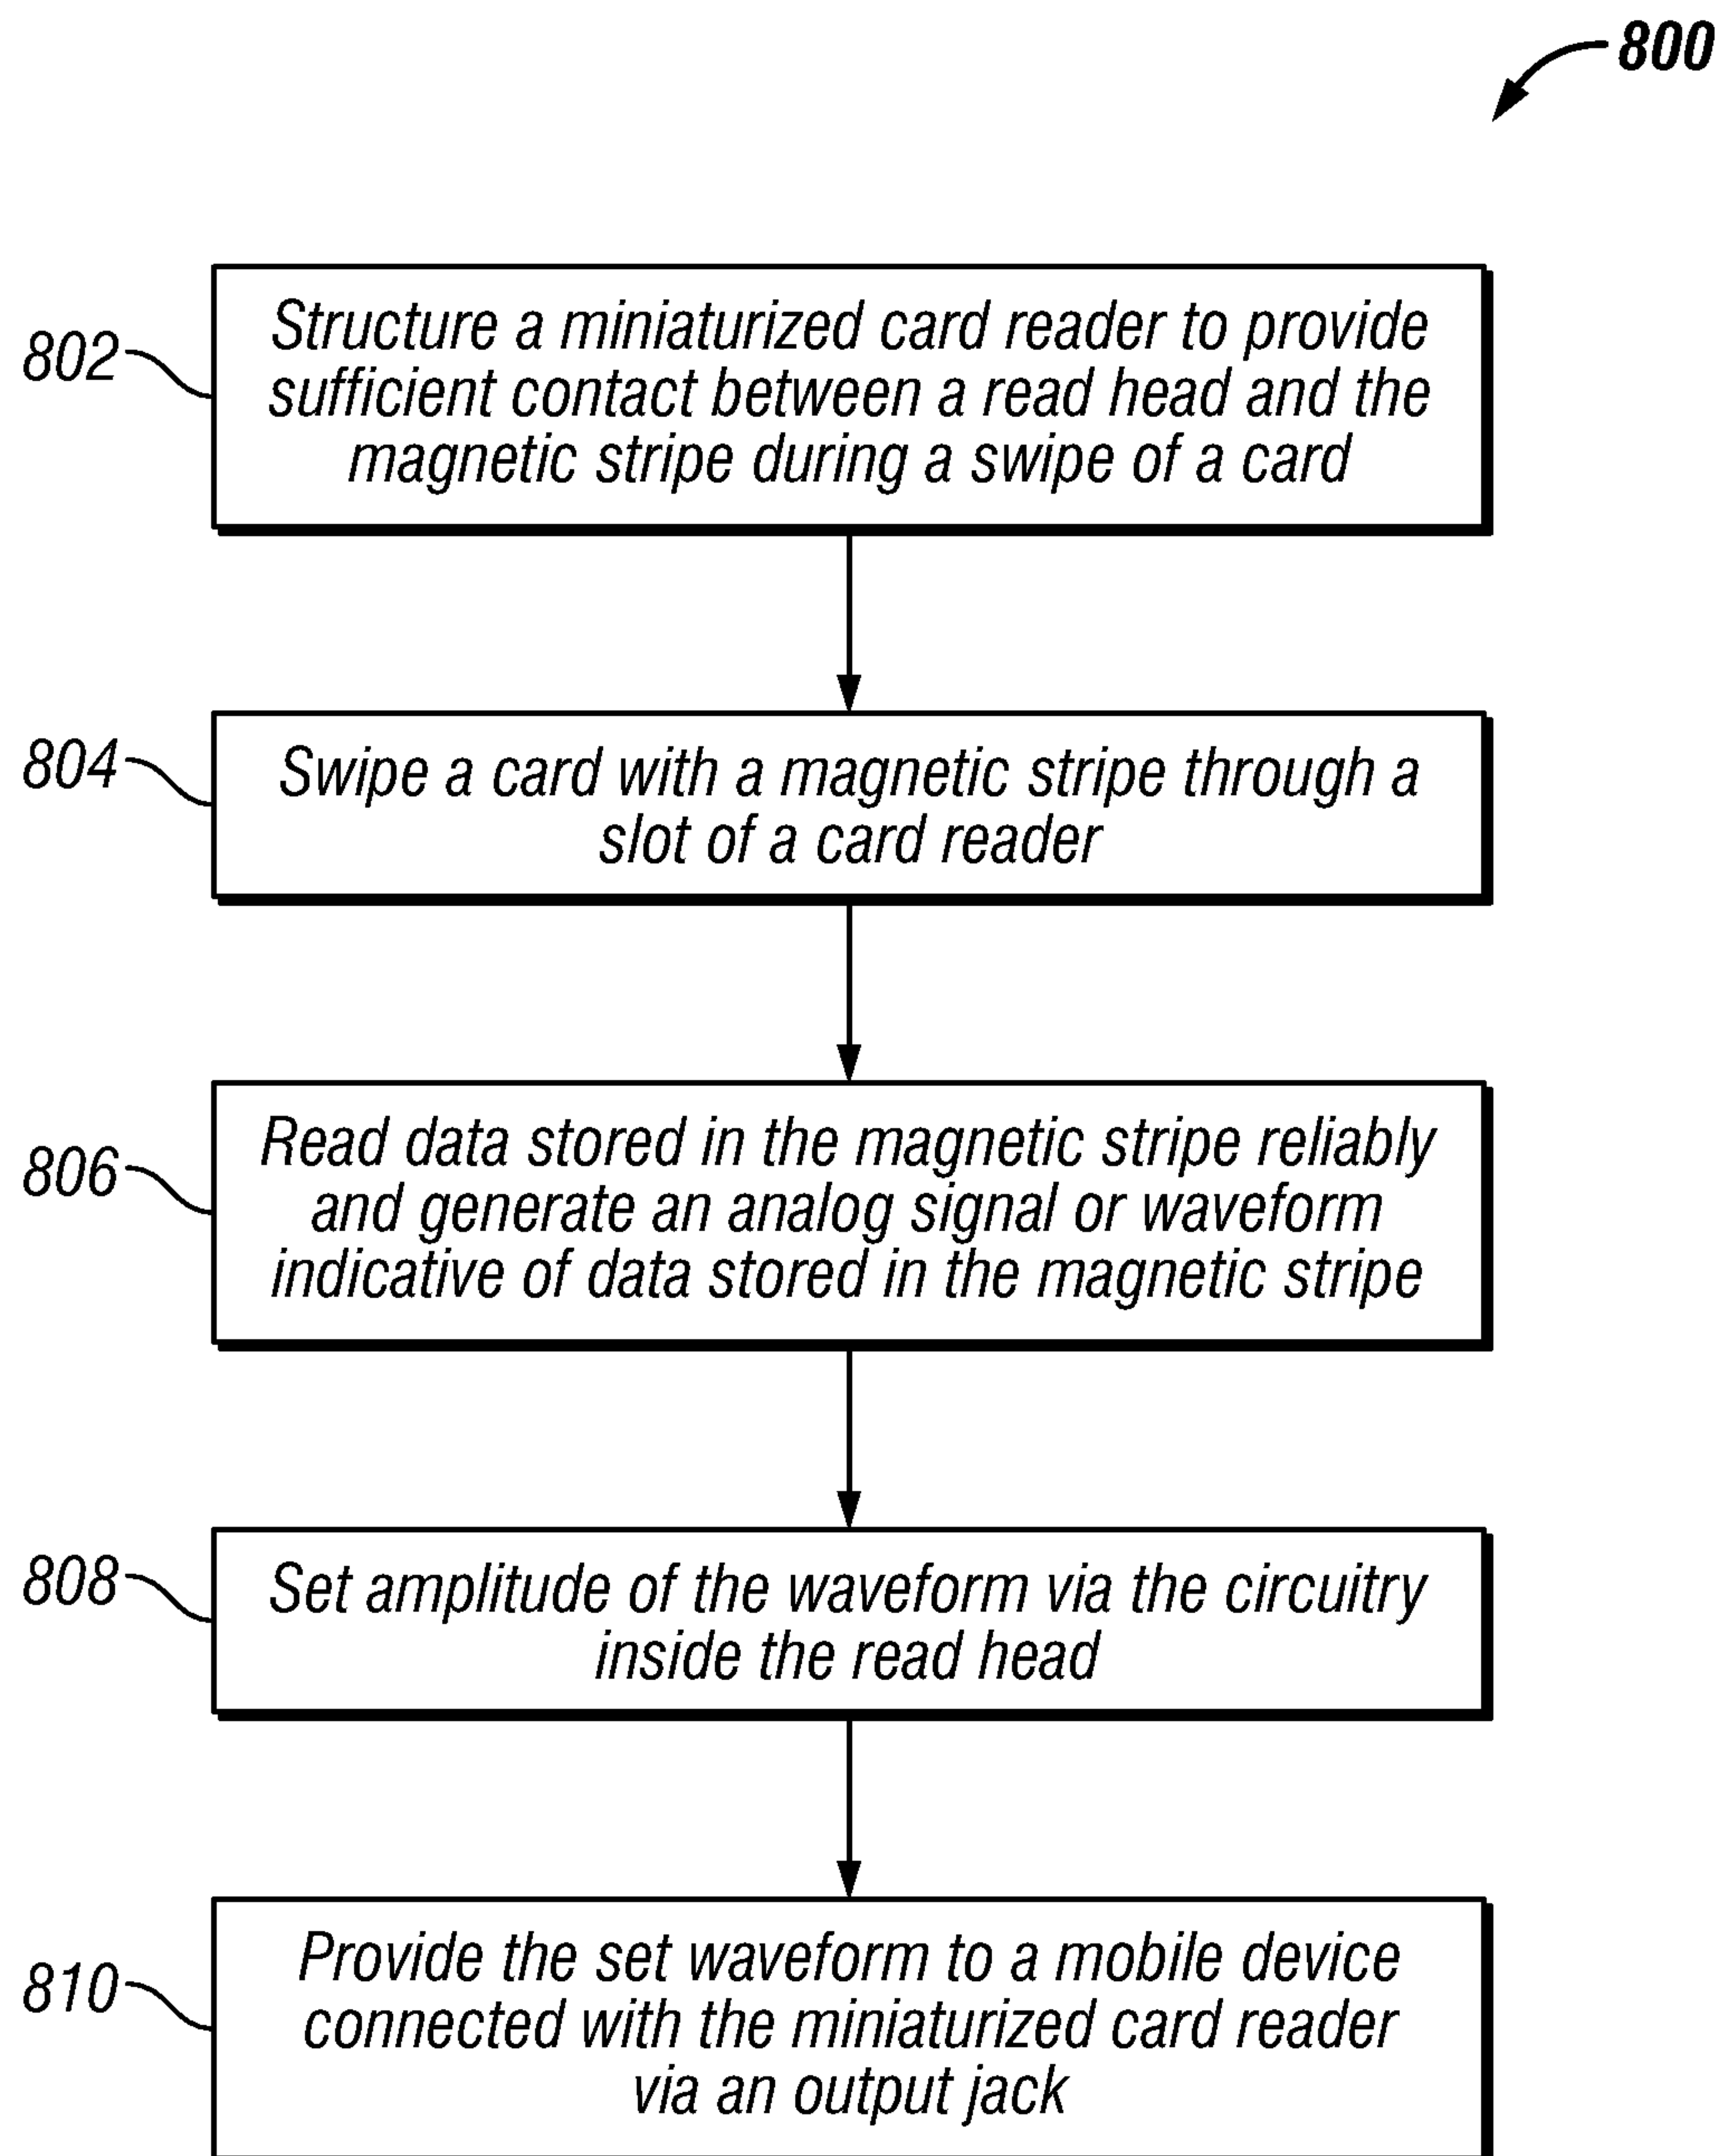 800
802
Structure a miniaturized card reader to provide
sufficient contact between a read head and the
magnetic stripe during a swipe of a card
804
Swipe a card with a magnetic stripe through a
slot of a card reader
806
Read data stored in the magnetic stripe reliably
and generate an analog signal or waveform
indicative of data stored in the magnetic stripe
808
Set amplitude of the waveform via the circuitry
inside the read head
810
Provide the set waveform to a mobile device
connected with the miniaturized card reader
via an output jack